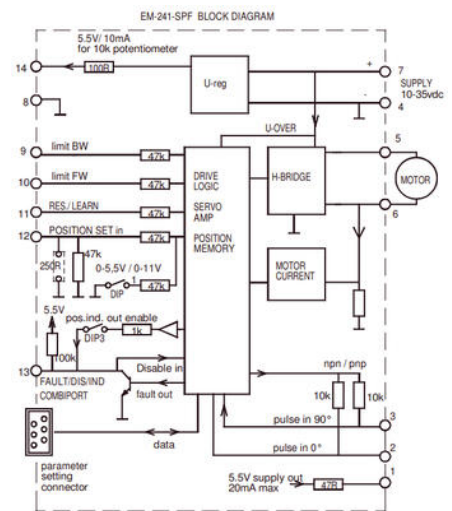 EM-241-SPF BLOCK DIAGRAM
5.5V/ 10mA
for 10k potentiometer
14
100R
U-reg
+
7
SUPPLY
10-35vdc
-
4
8
U-OVER
5
9
limit BW
47k
DRIVE
LOGIC
H-BRIDGE
MOTOR
10
limit FW
47k
11
RES./ LEARN
47k
SERVO
AMP
6
12
POSITION SET in
47k
POSITION
MEMORY
250R
47k
0-5,5V / 0-11V
1
DIP
47k
MOTOR
CURRENT
5.5V
pos.ind. out enable
DIP3
1k
100k
13
FAULT/DIS/IND
COMBIPORT
Disable in
fault out
npn / pnp
10k
10k
3
pulse in 90°
data
pulse in 0°
2
parameter
setting
connector
5.5V supply out
20mA max
47R
1